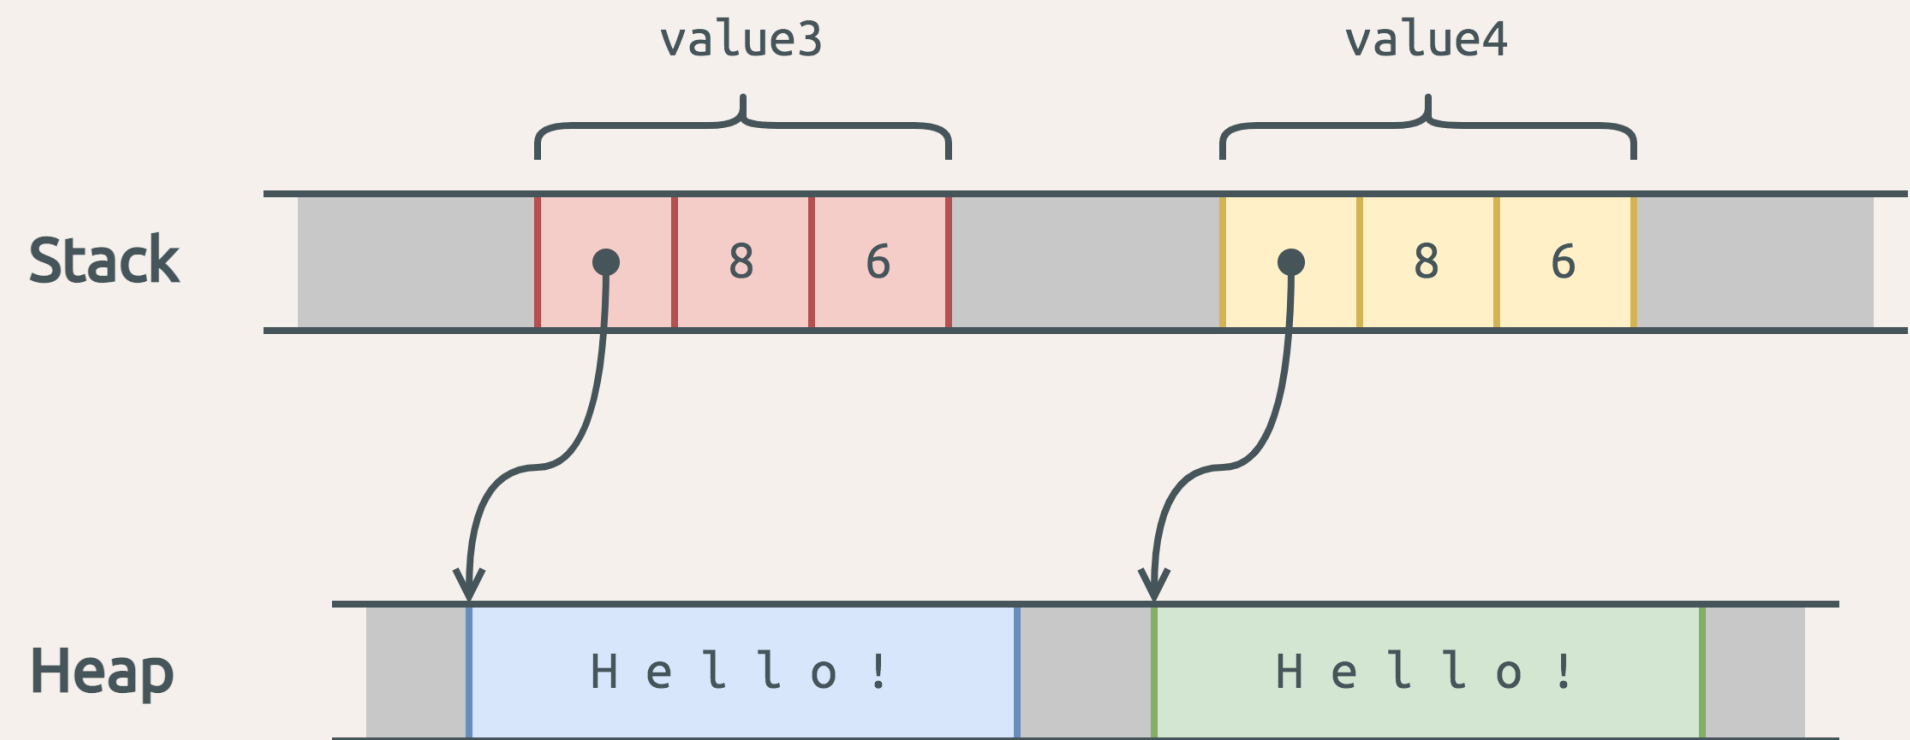 value3 value4
Stack 8 6 8 6
Heap H e l l o ! H e l l o !